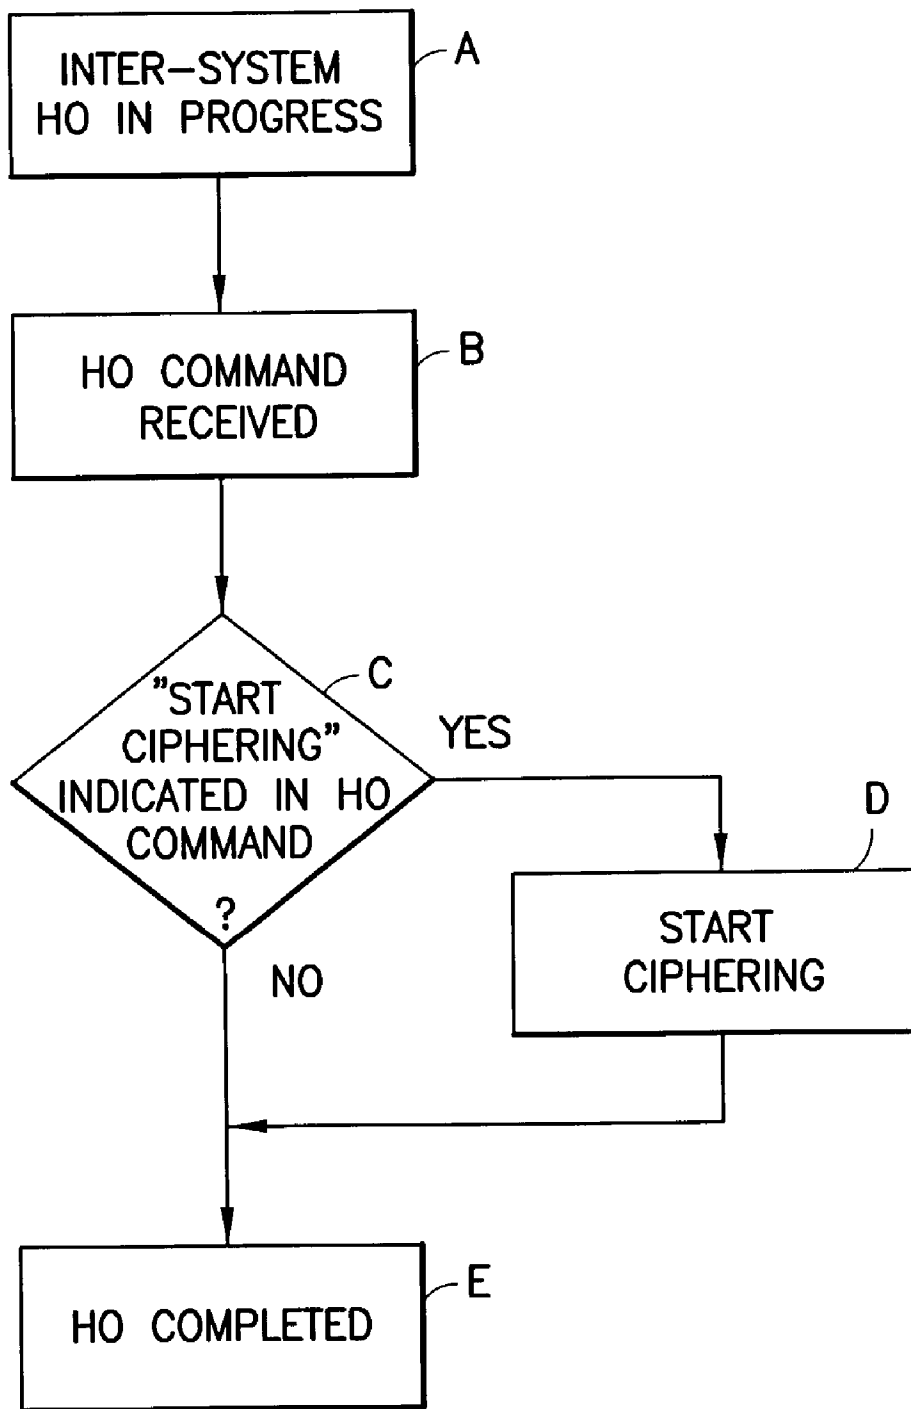 INTER-SYSTEM
HO IN PROGRESS
A
HO COMMAND
RECEIVED
B
C
"START
CIPHERING"
INDICATED IN HO
COMMAND
?
YES
NO
D
START
CIPHERING
HO COMPLETED
E